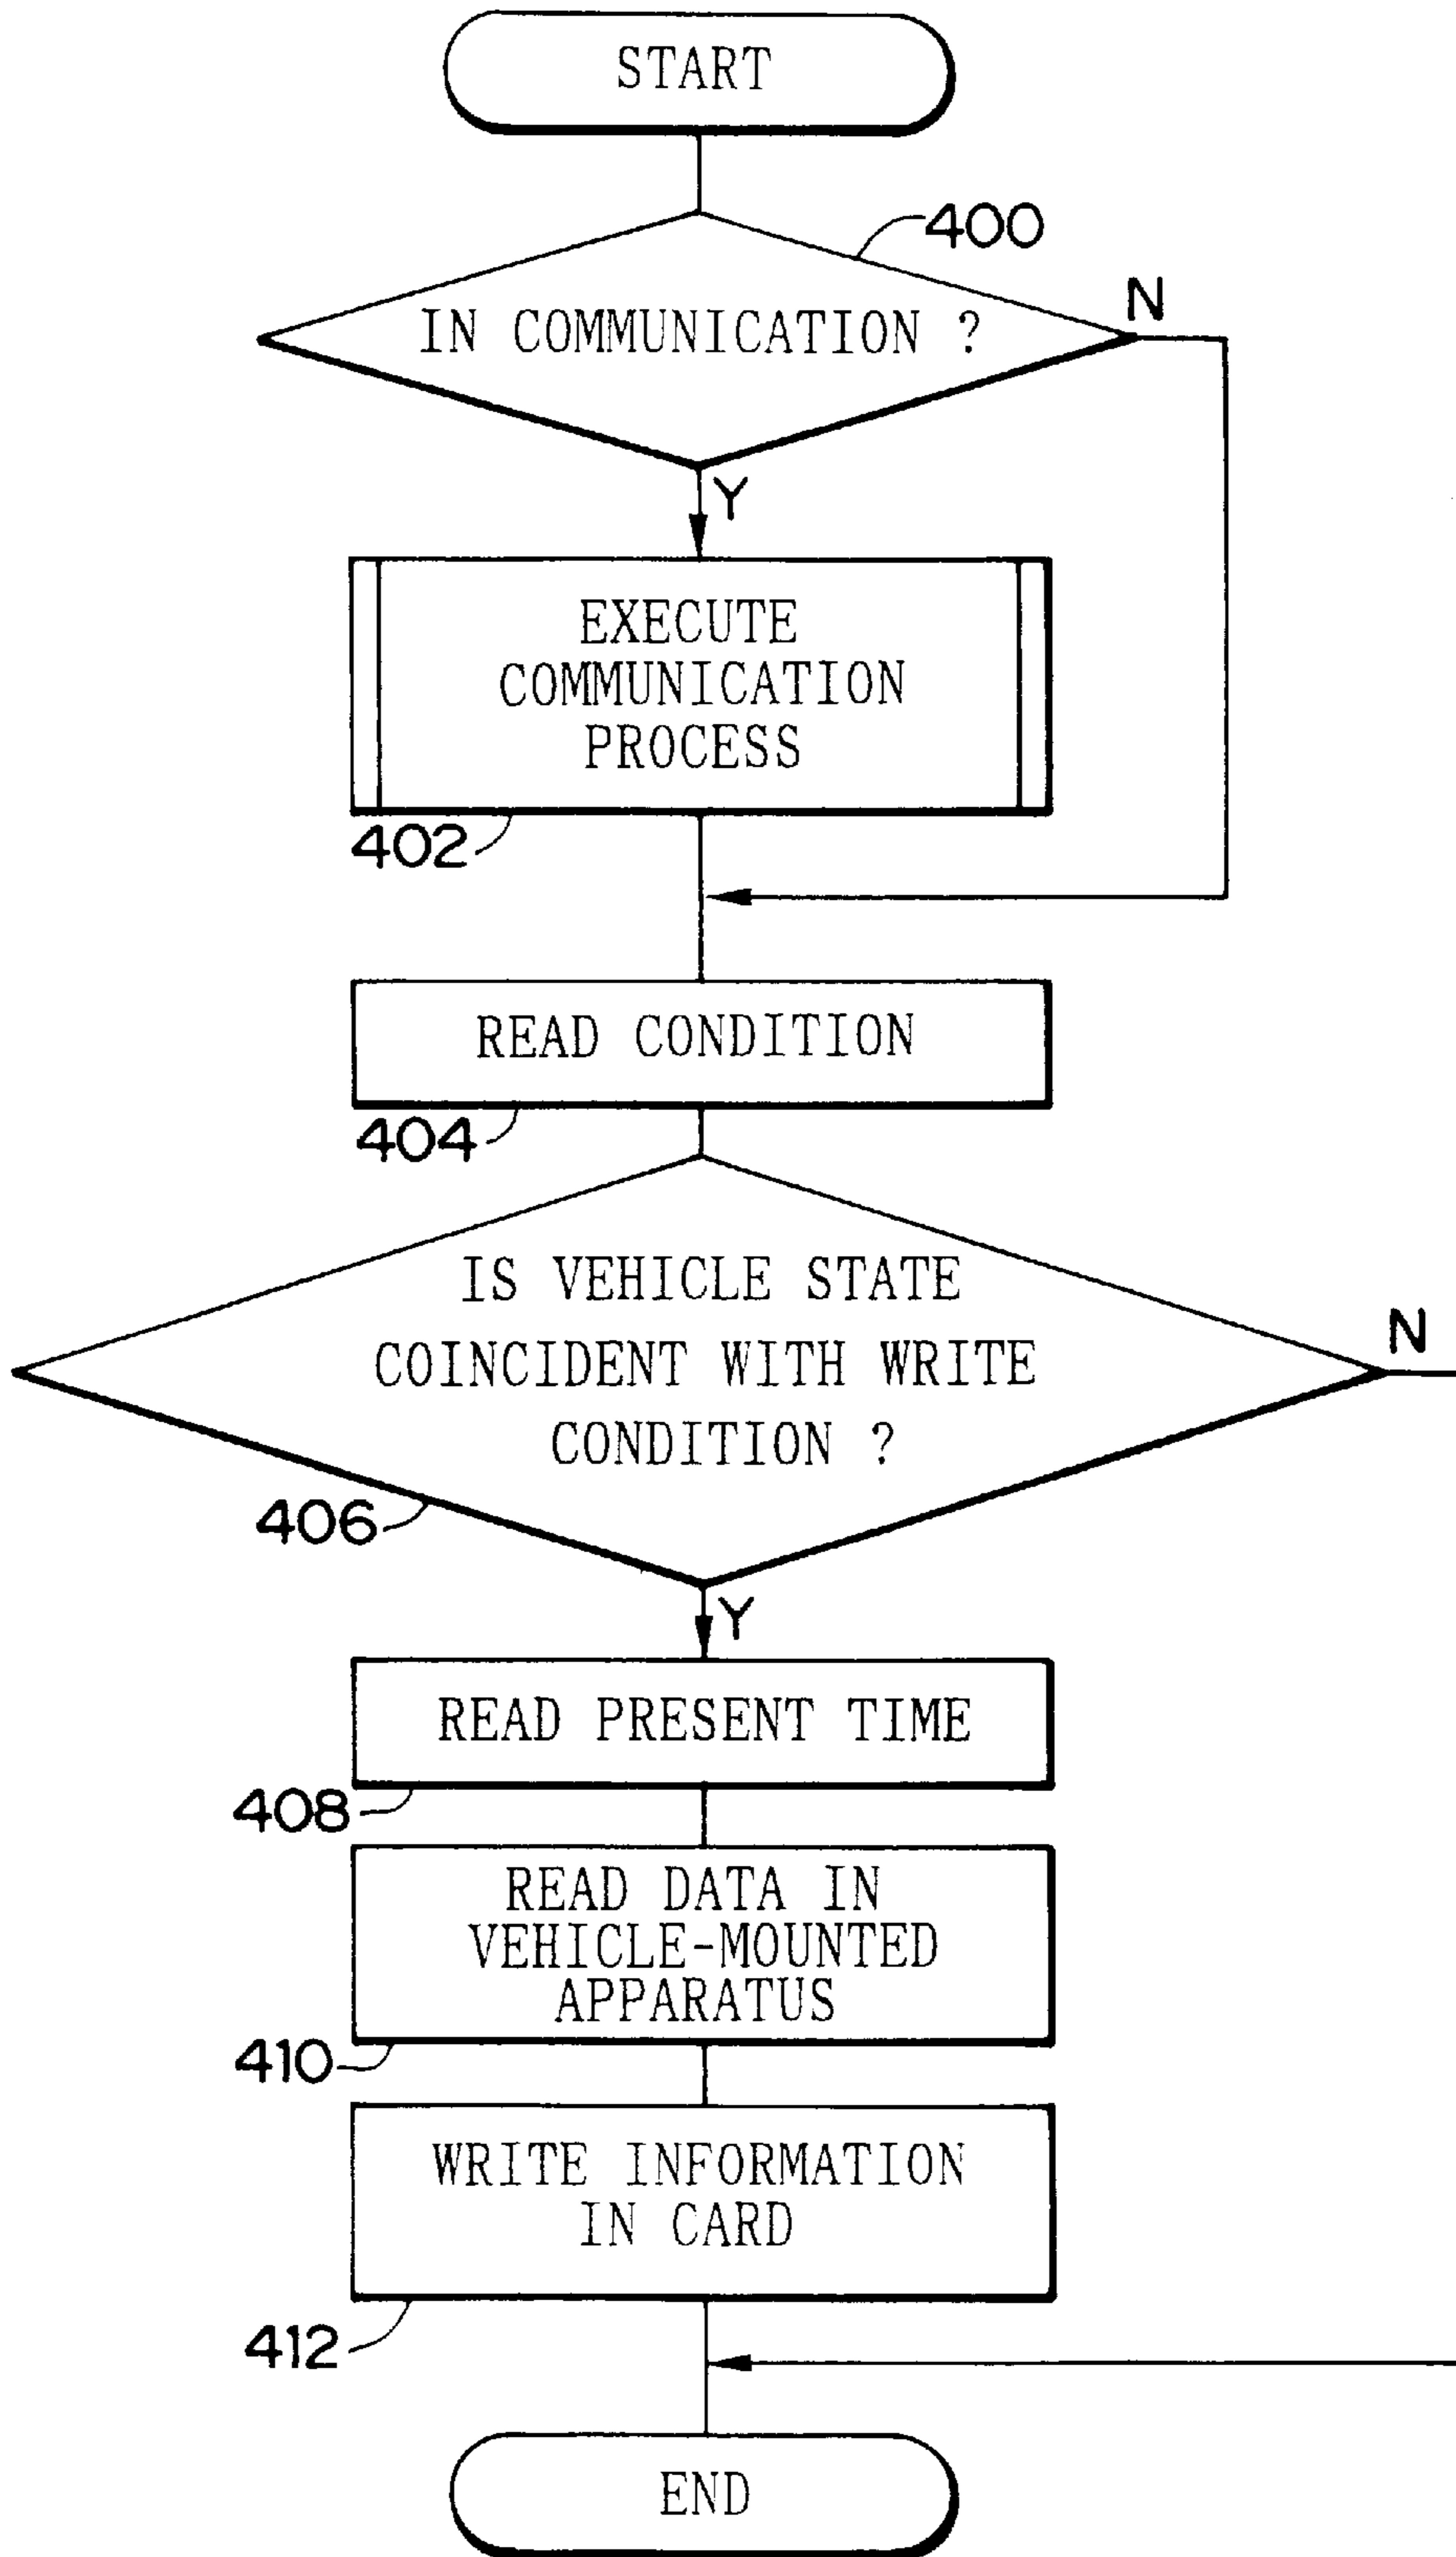 START
400
N
IN COMMUNICATION ?
Y
EXECUTE
COMMUNICATION
PROCESS
402
READ CONDITION
404
IS VEHICLE STATE
N
COINCIDENT WITH WRITE
CONDITION ?
406
Y
READ PRESENT TIME
408
READ DATA IN
VEHICLE-MOUNTED
APPARATUS
410
WRITE INFORMATION
IN CARD
412
END